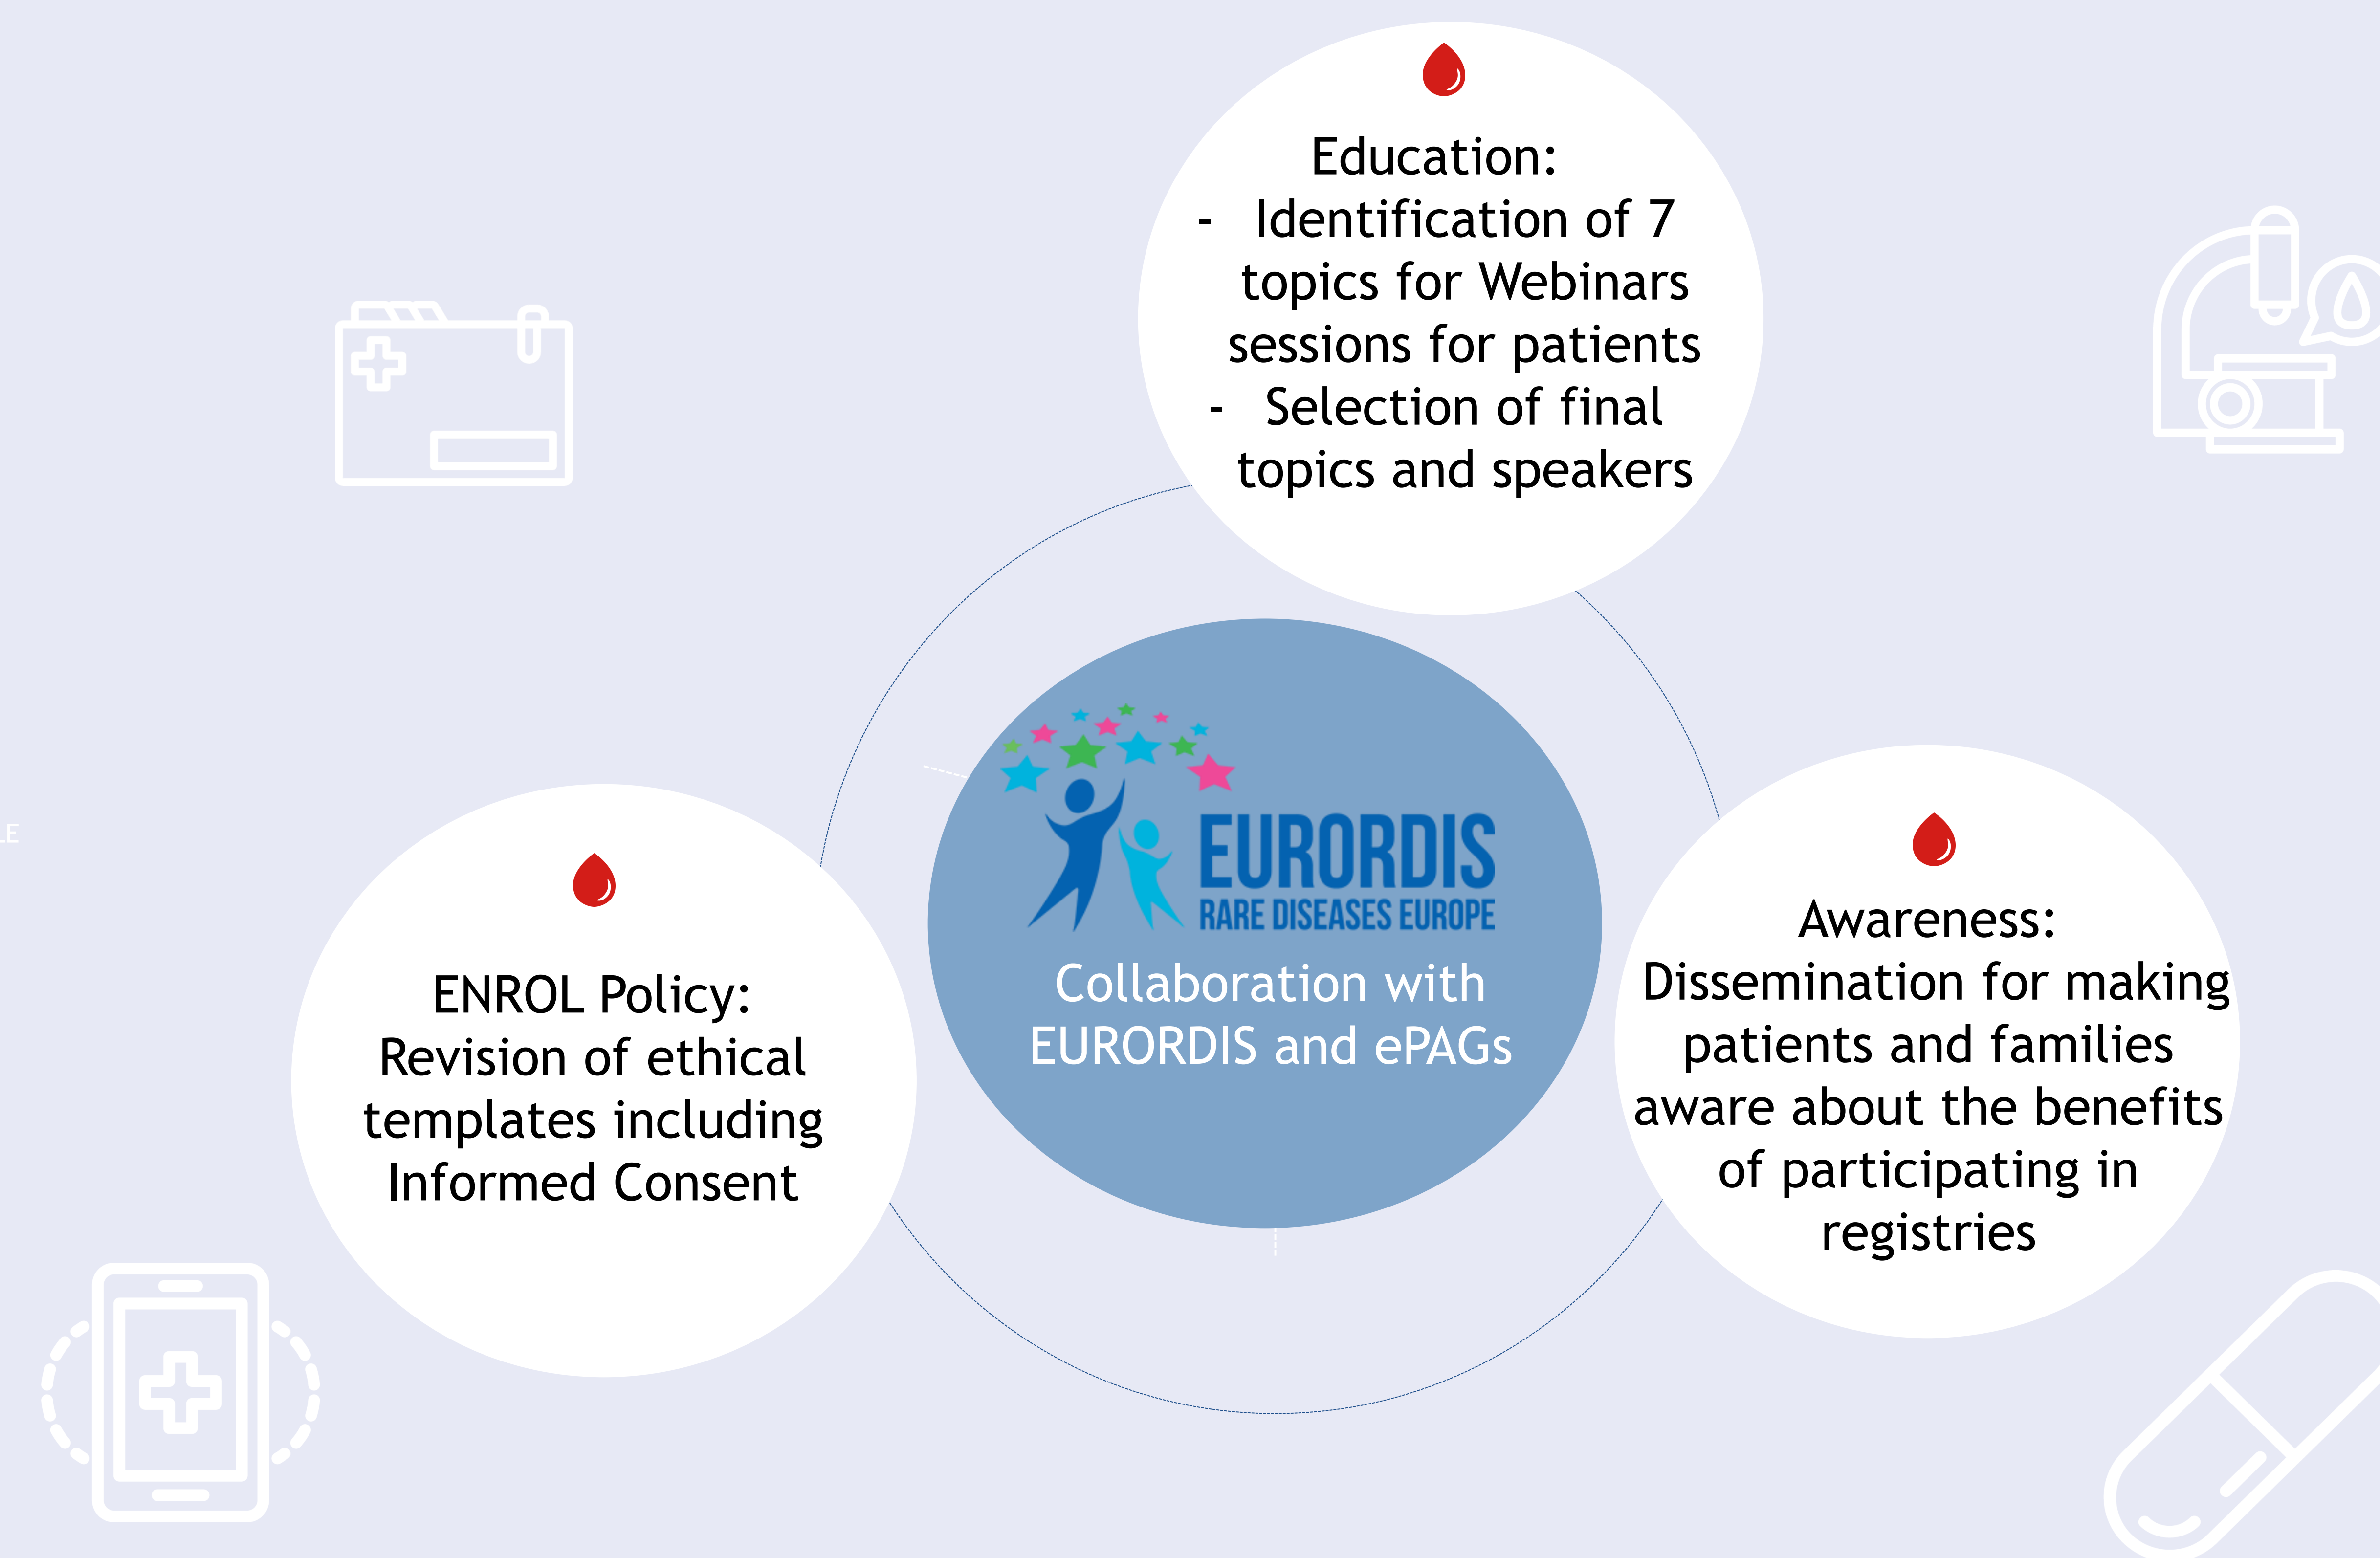 Education:
- Identification of 7
topics for Webinars
sessions for patients
- Selection of final
topics and speakers
EURORDIS
RARE DISEASES EUROPE
Collaboration with
EURORDIS and ePAGs
ENROL Policy:
Revision of ethical
templates including
Informed Consent
Awareness:
Dissemination for making
patients and families
aware about the benefits
of participating in
registries